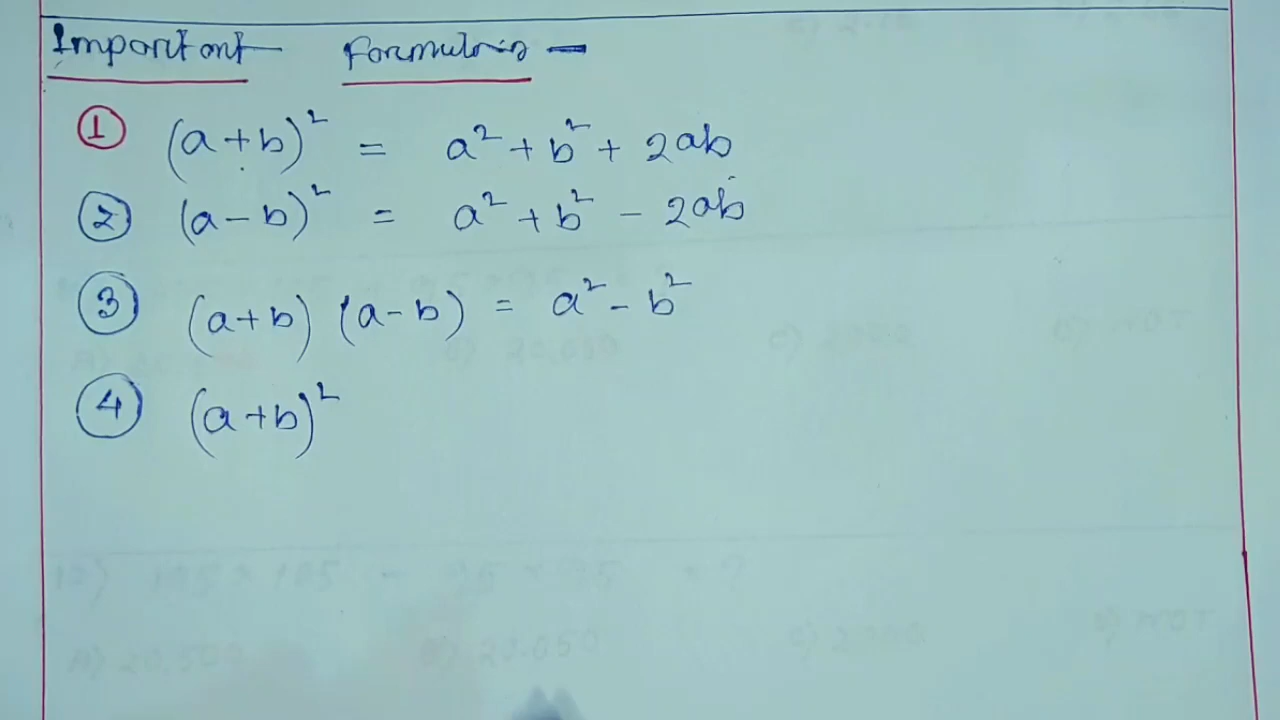 Important Formulas -
1 (a+b)² = a² + b² + 2ab
2 (a-b)² = a² + b² - 2ab
3 (a+b) (a-b) = a² - b²
4 (a+b)²